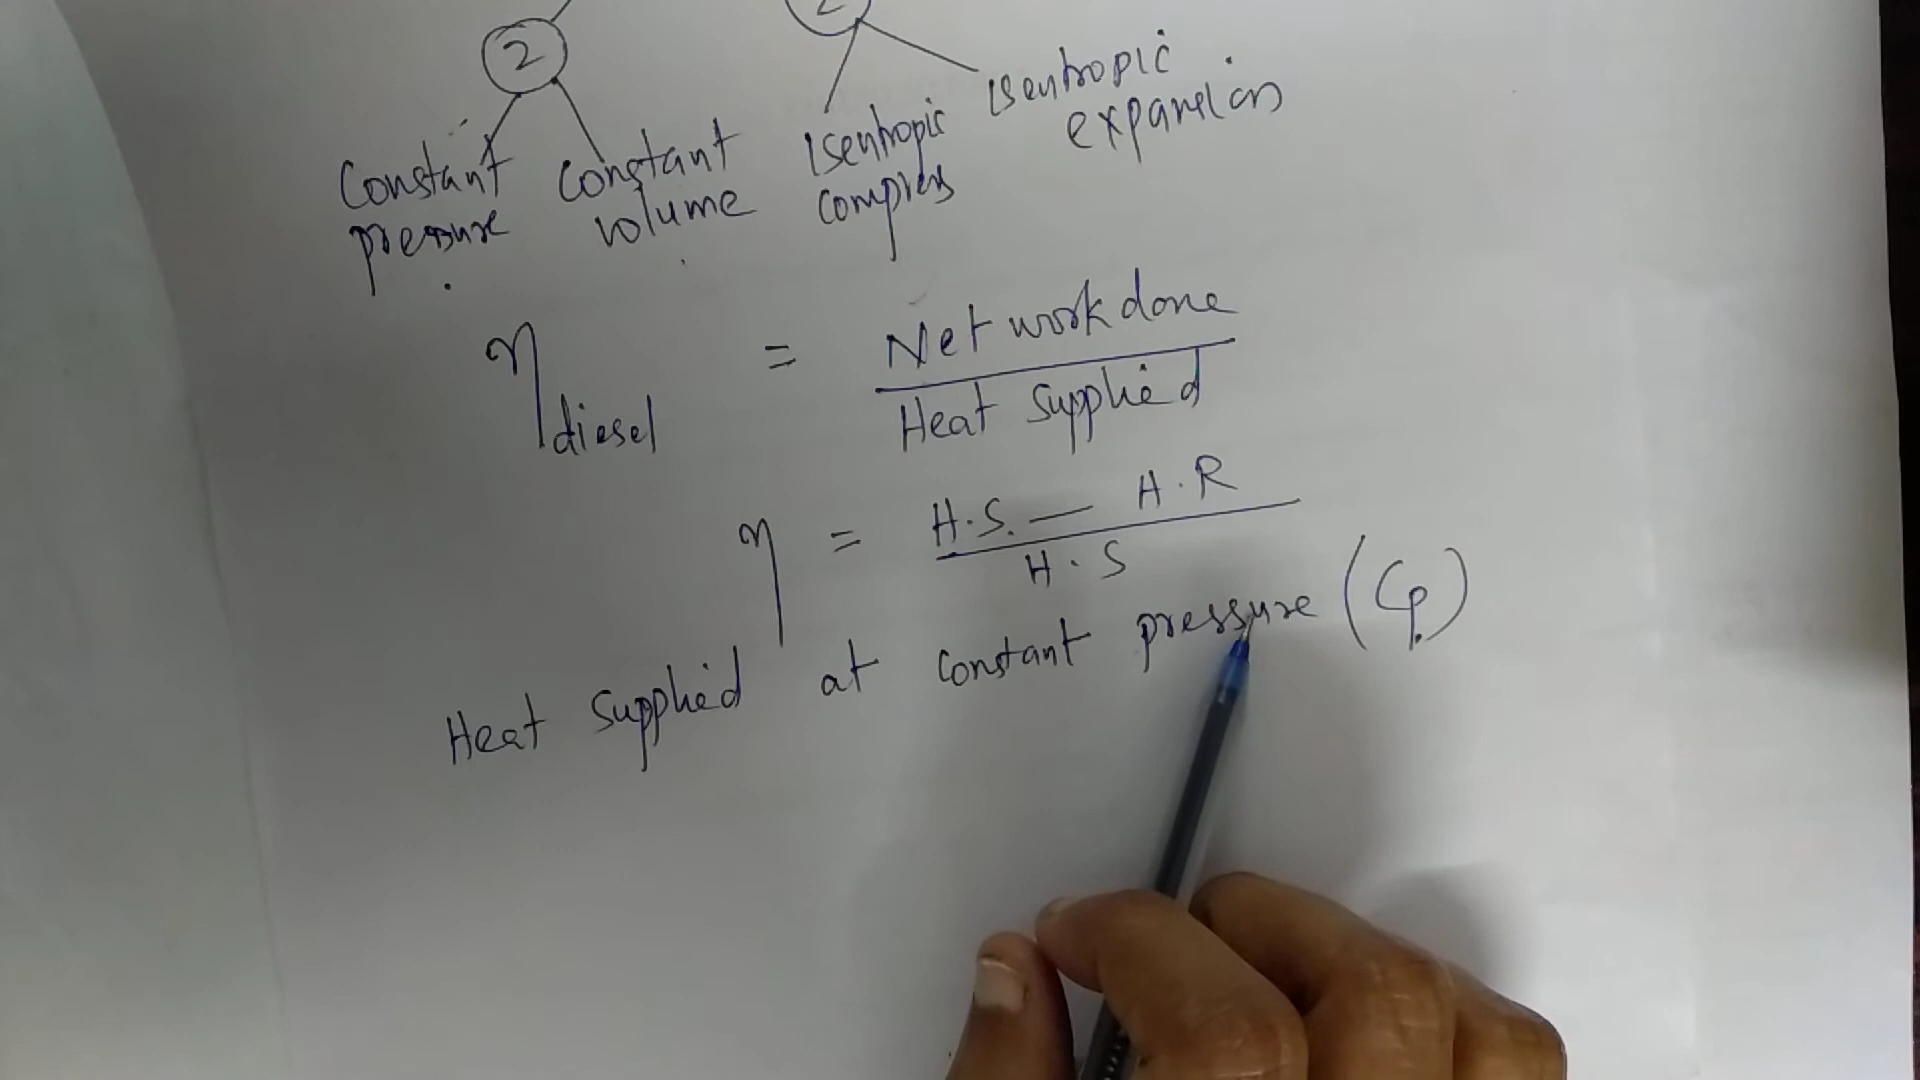 2 2
Constant constant Isentropic Isentropic
pressure volume compress expansion
η diesel = Net work done
Heat Supplied
η = H.S. — H.R
H.S
Heat Supplied at constant pressure (Cp)